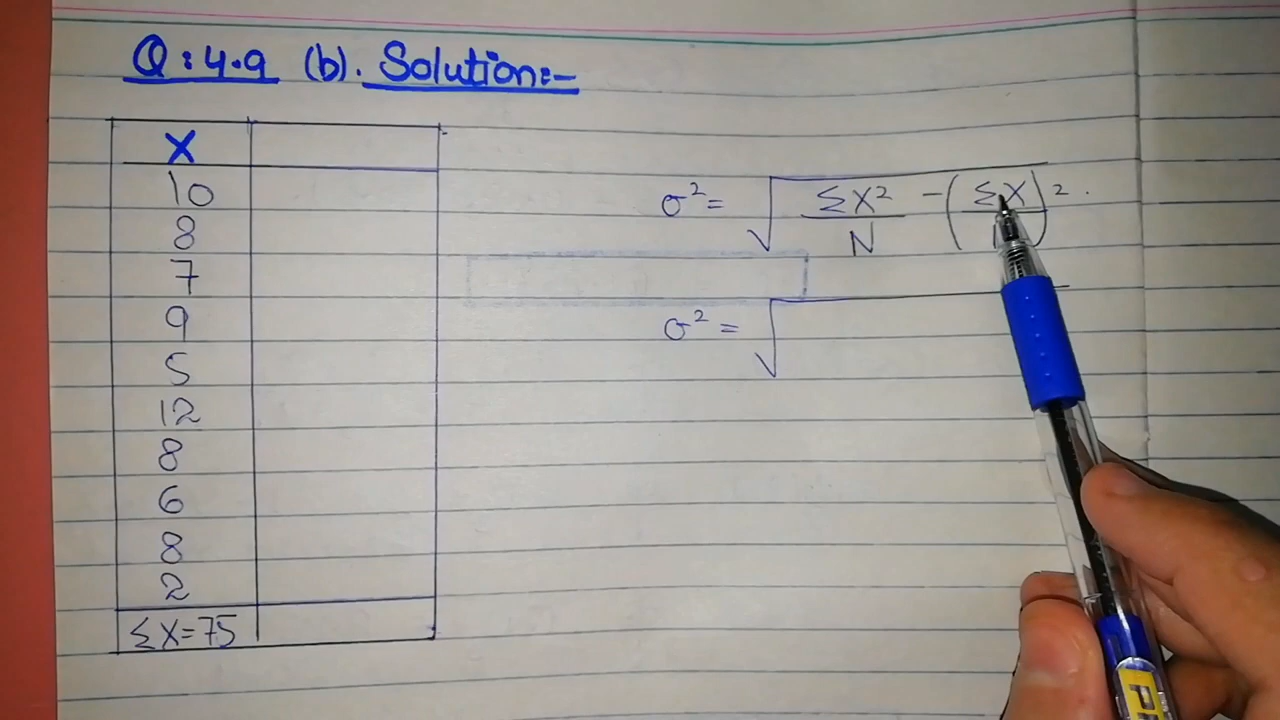 Q:4.9 (b). Solution:-
X
10
8
7
9
5
12
8
6
8
2
ΣX=75
σ² = √ ΣX²/N - (ΣX/)² .
σ² = √